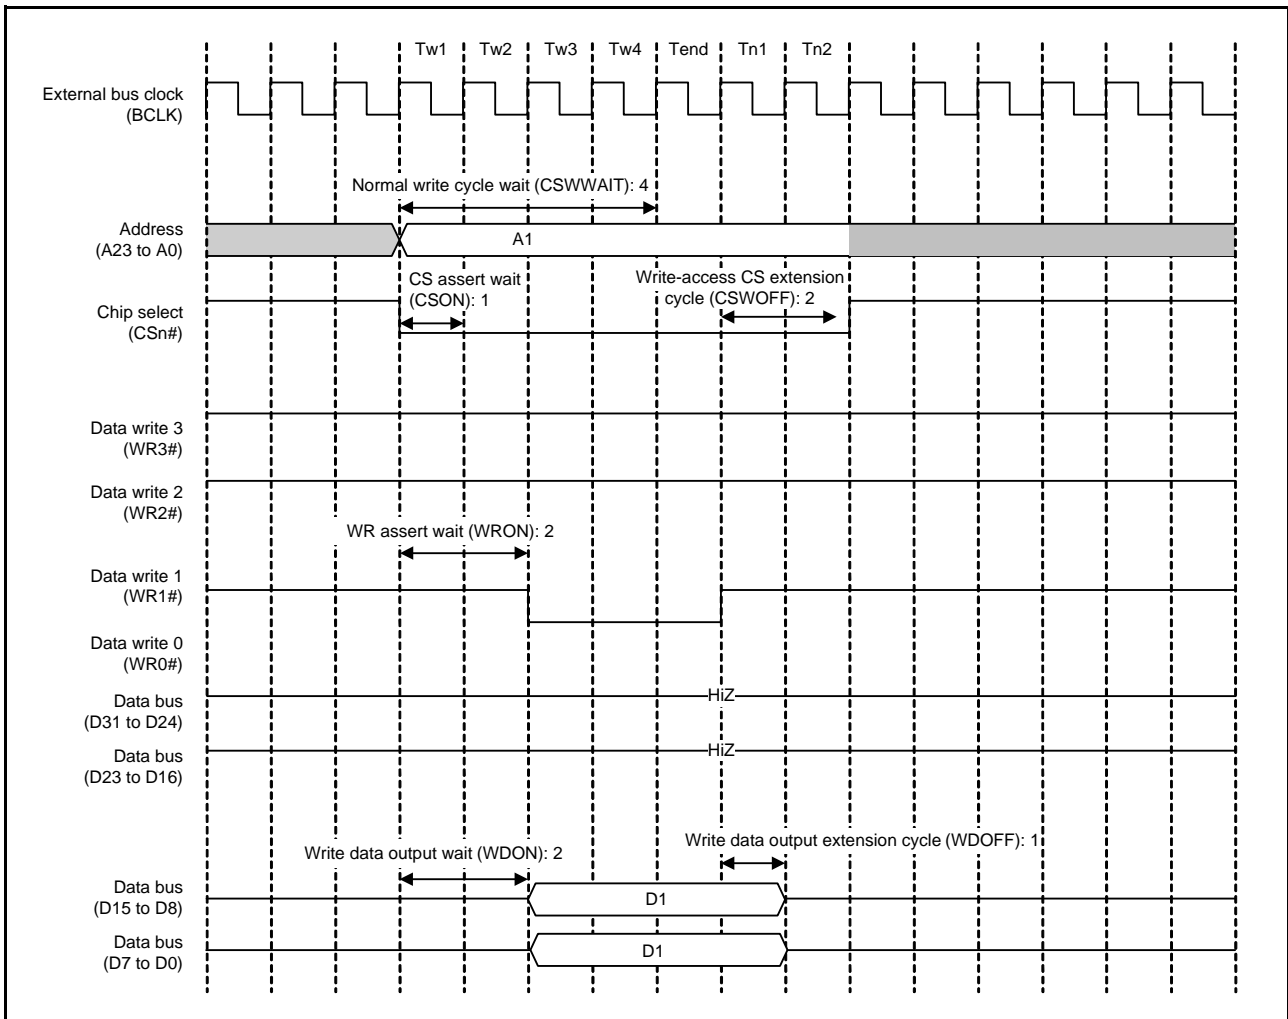 Tw1 Tw2 Tw3 Tw4 Tend Tn1 Tn2
External bus clock
(BCLK)
Normal write cycle wait (CSWWAIT): 4
Address
(A23 to A0)
A1
CS assert wait
(CSON): 1
Write-access CS extension
cycle (CSWOFF): 2
Chip select
(CSn#)
Data write 3
(WR3#)
Data write 2
(WR2#)
WR assert wait (WRON): 2
Data write 1
(WR1#)
Data write 0
(WR0#)
Data bus
(D31 to D24)
HiZ
Data bus
(D23 to D16)
HiZ
Write data output wait (WDON): 2
Write data output extension cycle (WDOFF): 1
Data bus
(D15 to D8)
D1
Data bus
(D7 to D0)
D1